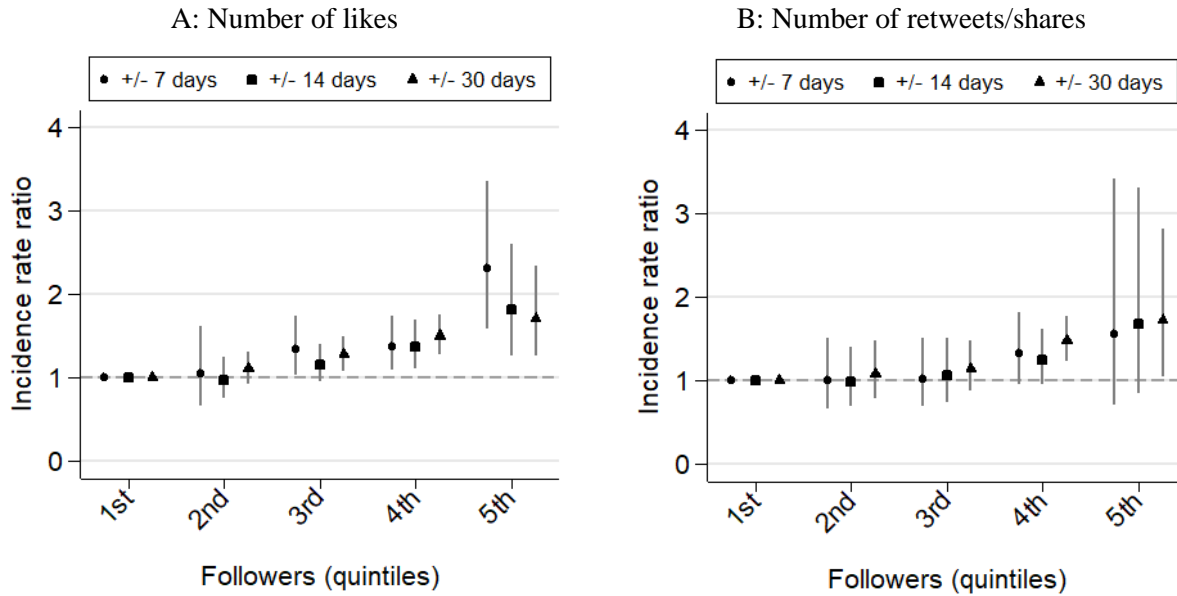 A: Number of likes
+/- 7 days +/- 14 days +/- 30 days
4
3
2
1
0
Incidence rate ratio
1st 2nd 3rd 4th 5th
Followers (quintiles)
B: Number of retweets/shares
+/- 7 days +/- 14 days +/- 30 days
4
3
2
1
0
Incidence rate ratio
1st 2nd 3rd 4th 5th
Followers (quintiles)